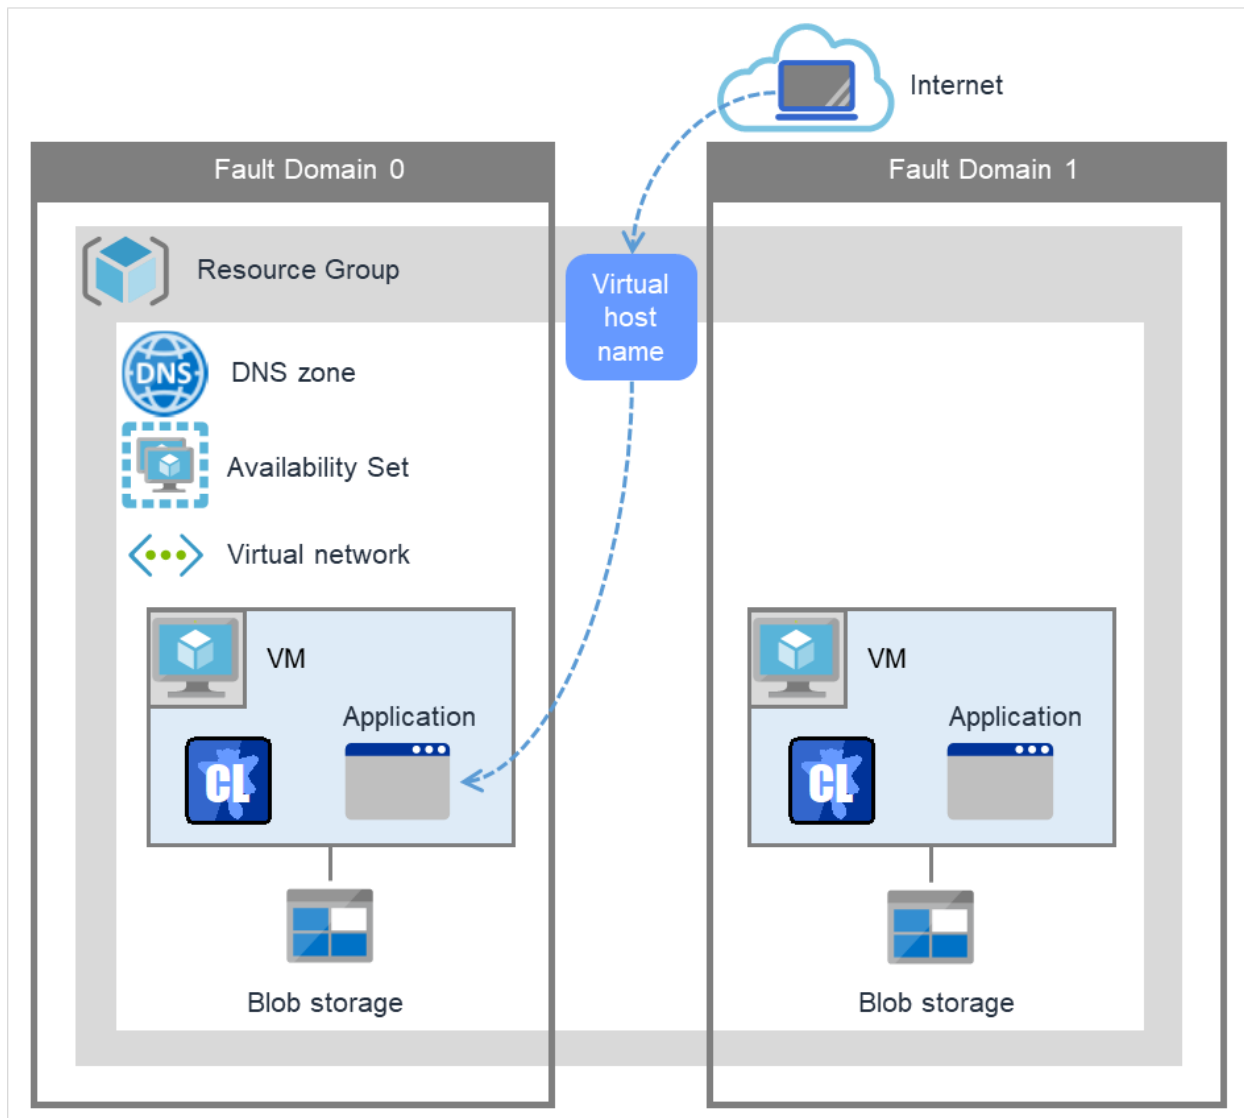 Internet
Fault Domain 0
Fault Domain 1
Resource Group
Virtual
host
name
DNS
DNS zone
Availability Set
Virtual network
VM
Application
CL
Blob storage
VM
Application
CL
Blob storage